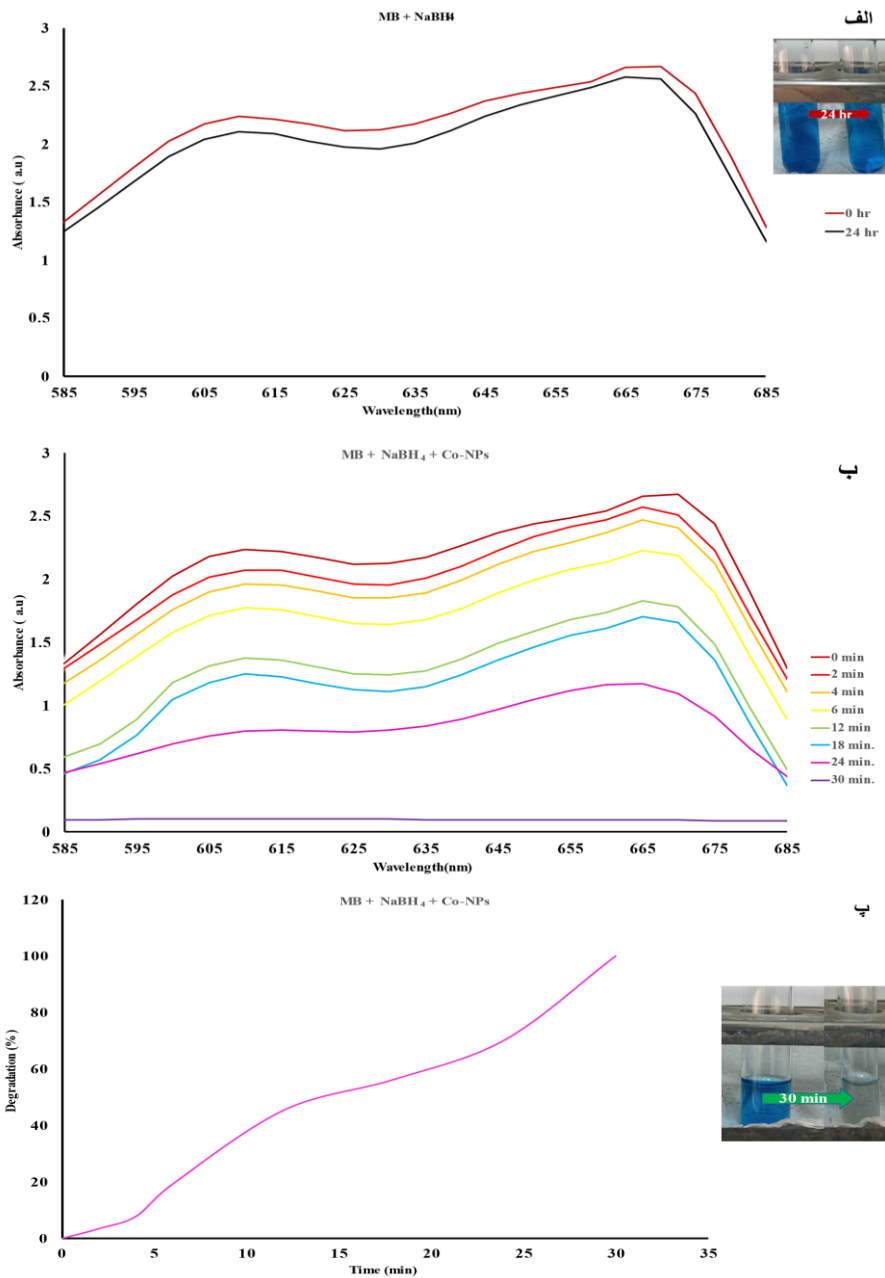 MB + NaBH4
الف
3
2.5
2
1.5
1
0.5
0
Absorbance ( a.u)
585 595 605 615 625 635 645 655 665 675 685
Wavelength(nm)
24 hr
0 hr
24 hr
MB + NaBH₄ + Co-NPs
ب
3
2.5
2
1.5
1
0.5
0
Absorbance ( a.u)
585 595 605 615 625 635 645 655 665 675 685
Wavelength(nm)
0 min
2 min
4 min
6 min
12 min
18 min.
24 min.
30 min.
MB + NaBH₄ + Co-NPs
پ
120
100
80
60
40
20
0
Degradation (%)
0 5 10 15 20 25 30 35
Time (min)
30 min